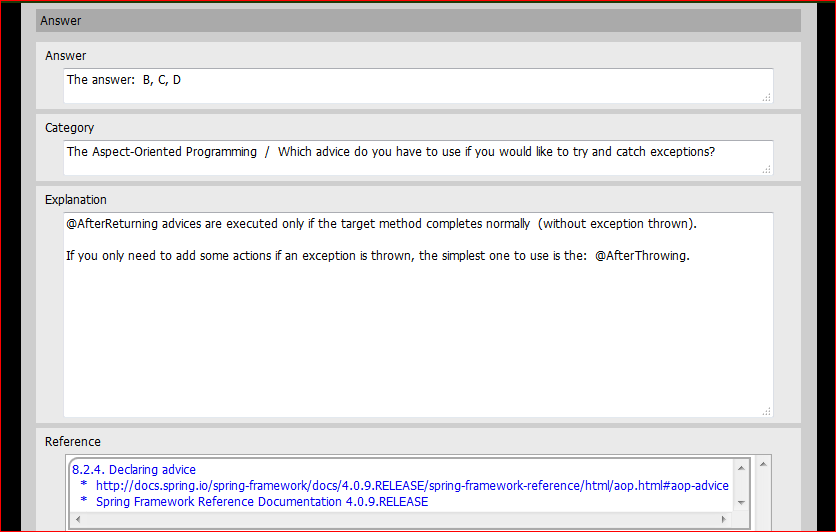 Answer
Answer
The answer:  B, C, D
Category
The Aspect-Oriented Programming  /  Which advice do you have to use if you would like to try and catch exceptions?
Explanation
@AfterReturning advices are executed only if the target method completes normally  (without exception thrown).
If you only need to add some actions if an exception is thrown, the simplest one to use is the:  @AfterThrowing.
Reference
8.2.4. Declaring advice
*  http://docs.spring.io/spring-framework/docs/4.0.9.RELEASE/spring-framework-reference/html/aop.html#aop-advice
*  Spring Framework Reference Documentation 4.0.9.RELEASE